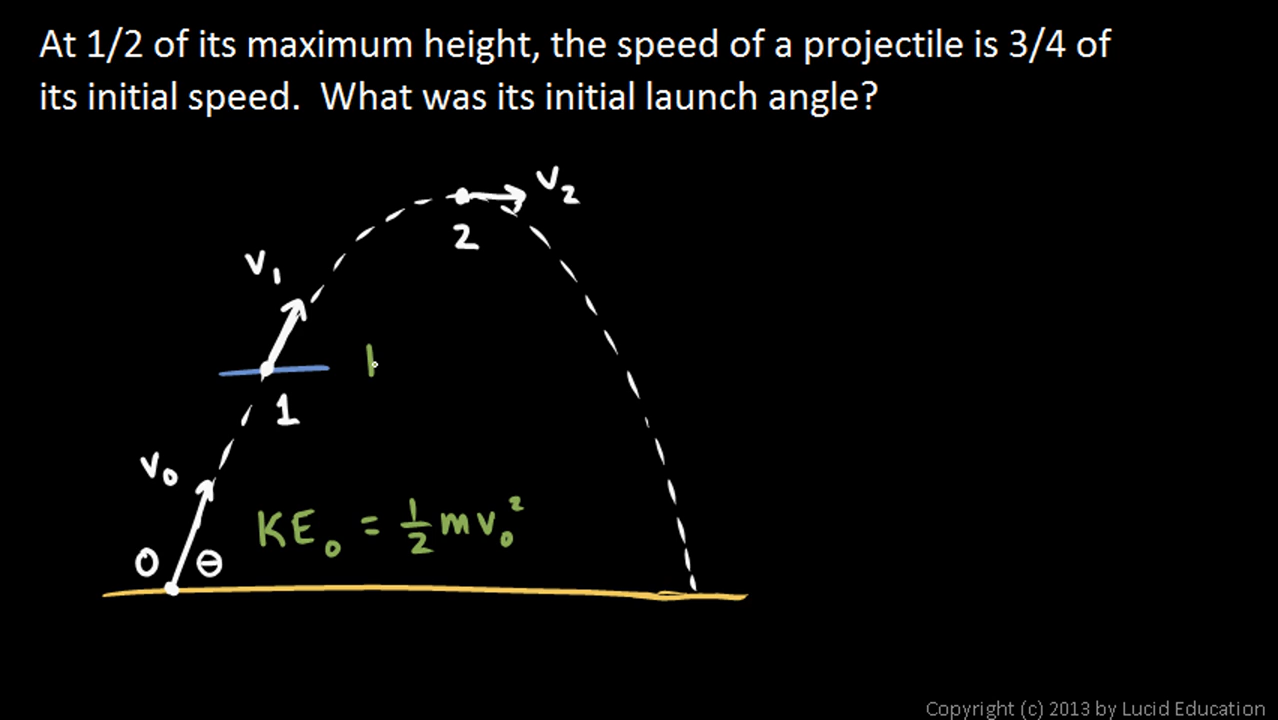 At 1/2 of its maximum height, the speed of a projectile is 3/4 of
its initial speed.  What was its initial launch angle?
v₂
2
v₁
1
v₀
KE₀ = ½mv₀²
0 θ
Copyright (c) 2013 by Lucid Education